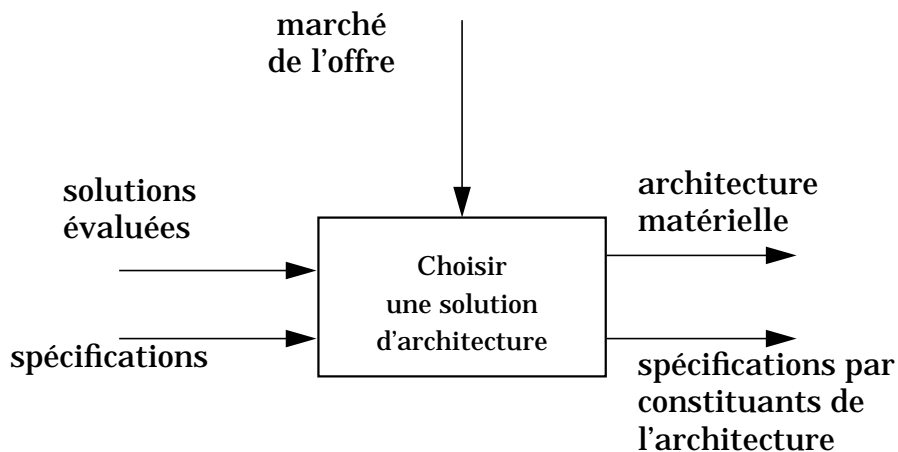 marché
de l'offre
solutions
évaluées
spécifications
Choisir
une solution
d'architecture
architecture
matérielle
spécifications par
constituants de
l'architecture